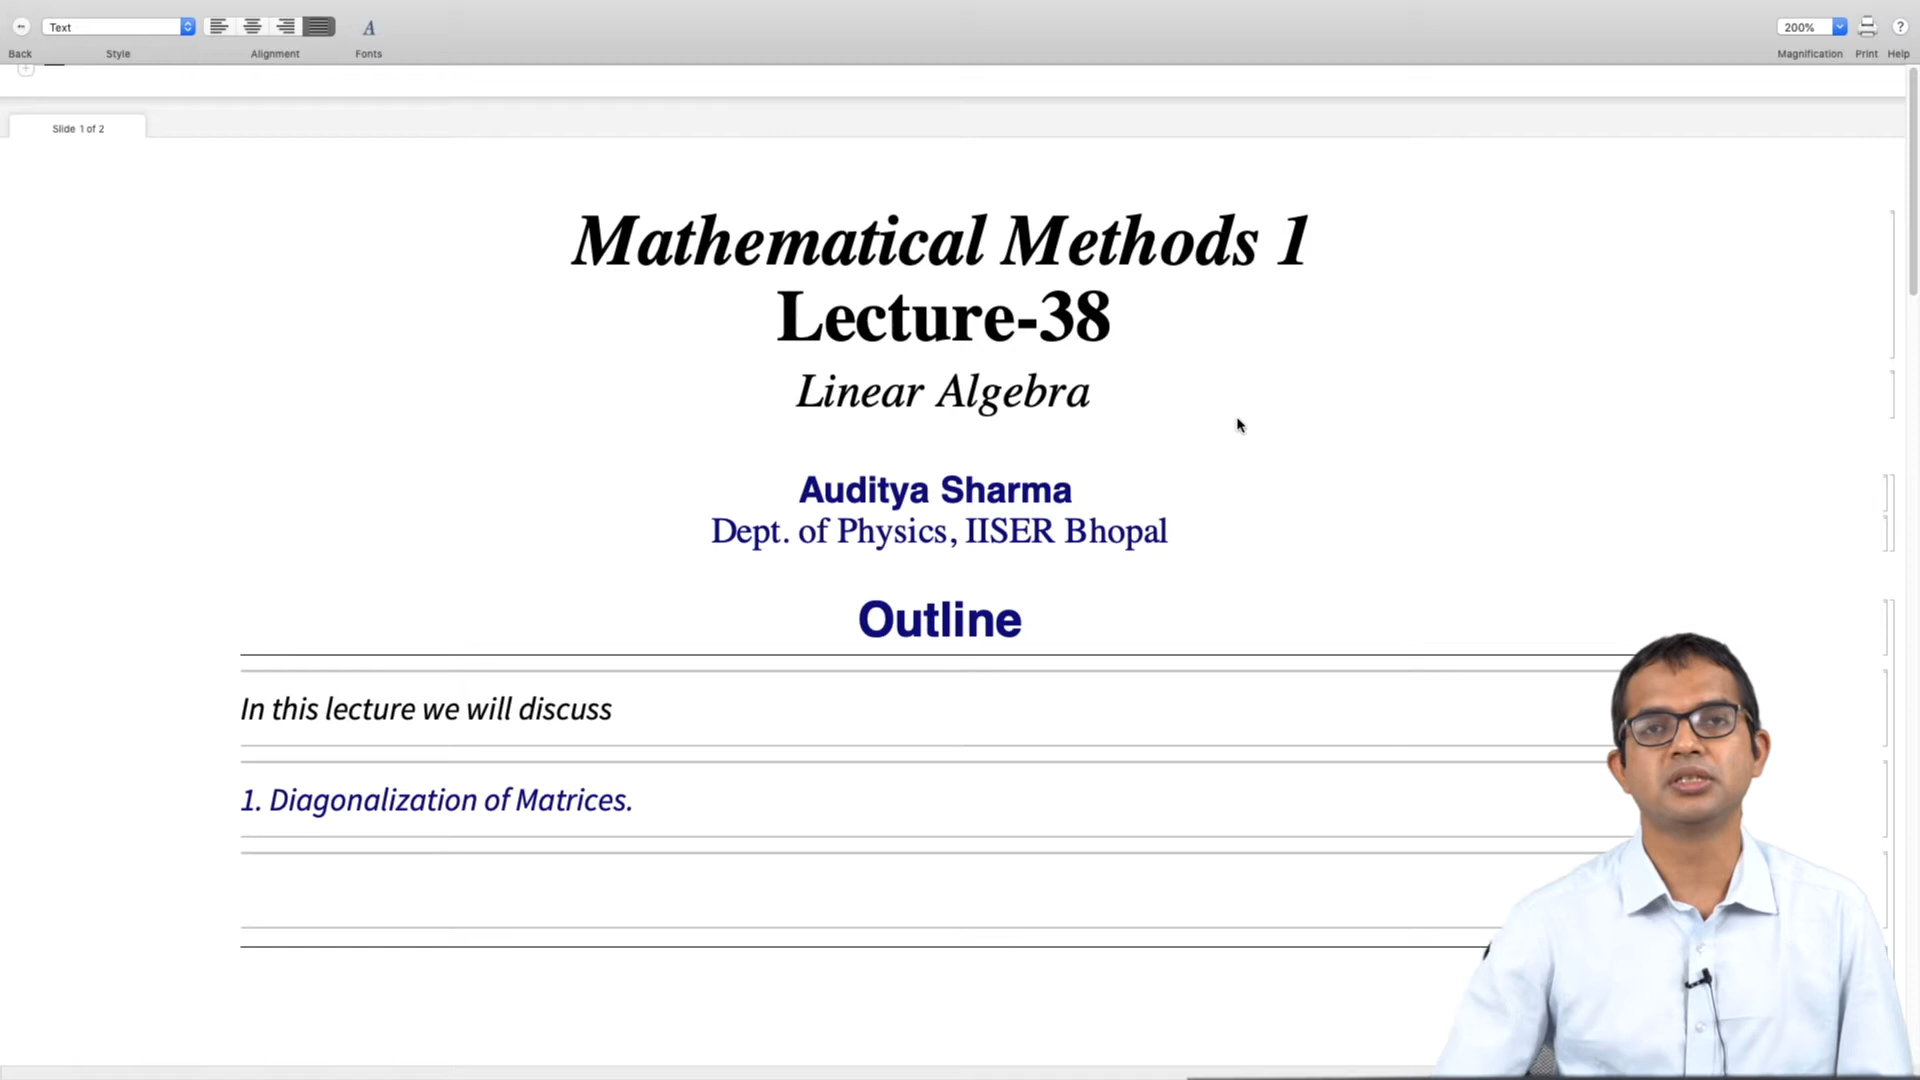 Text
200%
Back
Style
Alignment
Fonts
Magnification
Print
Help
Slide 1 of 2
Mathematical Methods 1
Lecture-38
Linear Algebra
Auditya Sharma
Dept. of Physics, IISER Bhopal
Outline
In this lecture we will discuss
1. Diagonalization of Matrices.